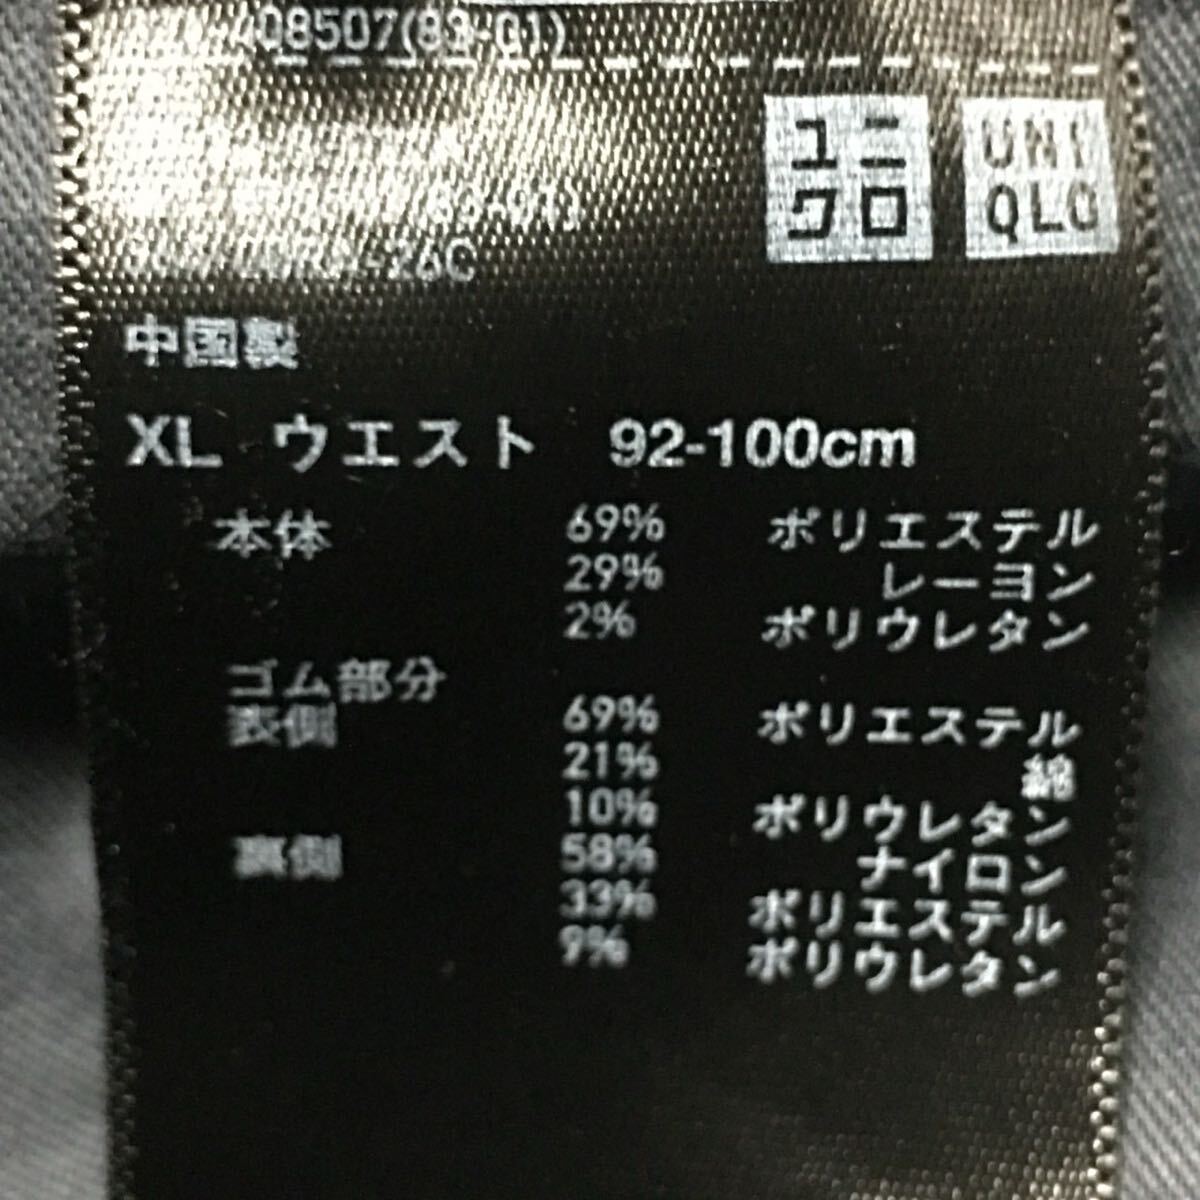 408507(83-01)
ユニ
クロ
UNI
QLO
-26C
中国製
XL ウエスト 92-100cm
本体 69% ポリエステル
29% レーヨン
2% ポリウレタン
ゴム部分
表側 69% ポリエステル
21% 綿
10% ポリウレタン
裏側 58% ナイロン
33% ポリエステル
9% ポリウレタン